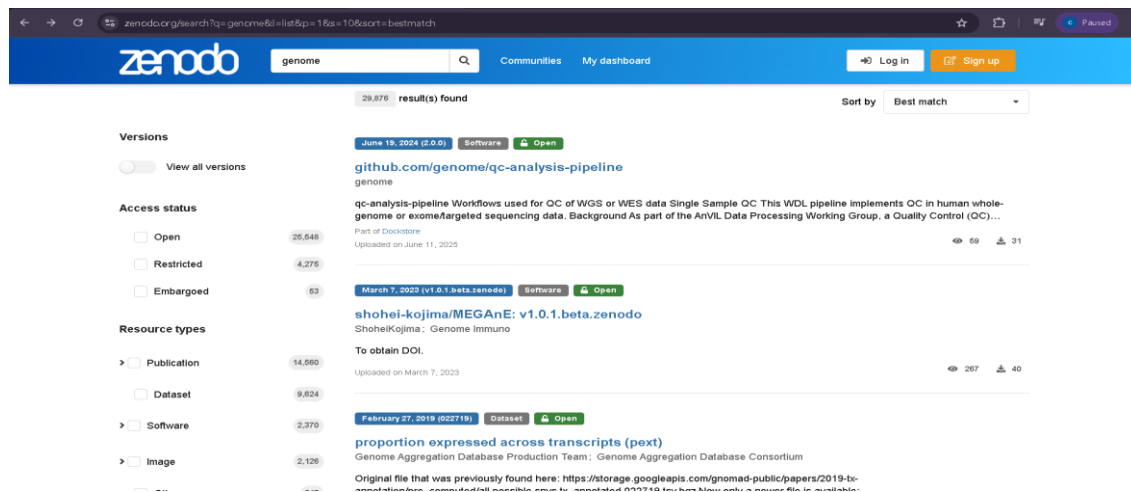 zenodo.org/search?q=genome&l=list&p=1&s=10&sort=bestmatch
Paused
zenodo
genome
Communities
My dashboard
Log in
Sign up
29,876 result(s) found
Sort by Best match
Versions
View all versions
Access status
Open 25,548
Restricted 4,275
Embargoed 53
Resource types
Publication 14,560
Dataset 9,624
Software 2,370
Image 2,126
June 19, 2024 (2.0.0) Software Open
github.com/genome/qc-analysis-pipeline
genome
qc-analysis-pipeline Workflows used for QC of WGS or WES data Single Sample QC This WDL pipeline implements QC in human whole-
genome or exome/targeted sequencing data. Background As part of the AnVIL Data Processing Working Group, a Quality Control (QC)...
Part of Dockstore
Uploaded on June 11, 2025
59 31
March 7, 2023 (v1.0.1.beta.zenodo) Software Open
shohei-kojima/MEGAnE: v1.0.1.beta.zenodo
ShoheiKojima; Genome Immuno
To obtain DOI.
Uploaded on March 7, 2023
267 40
February 27, 2019 (022719) Dataset Open
proportion expressed across transcripts (pext)
Genome Aggregation Database Production Team; Genome Aggregation Database Consortium
Original file that was previously found here: https://storage.googleapis.com/gnomad-public/papers/2019-tx-